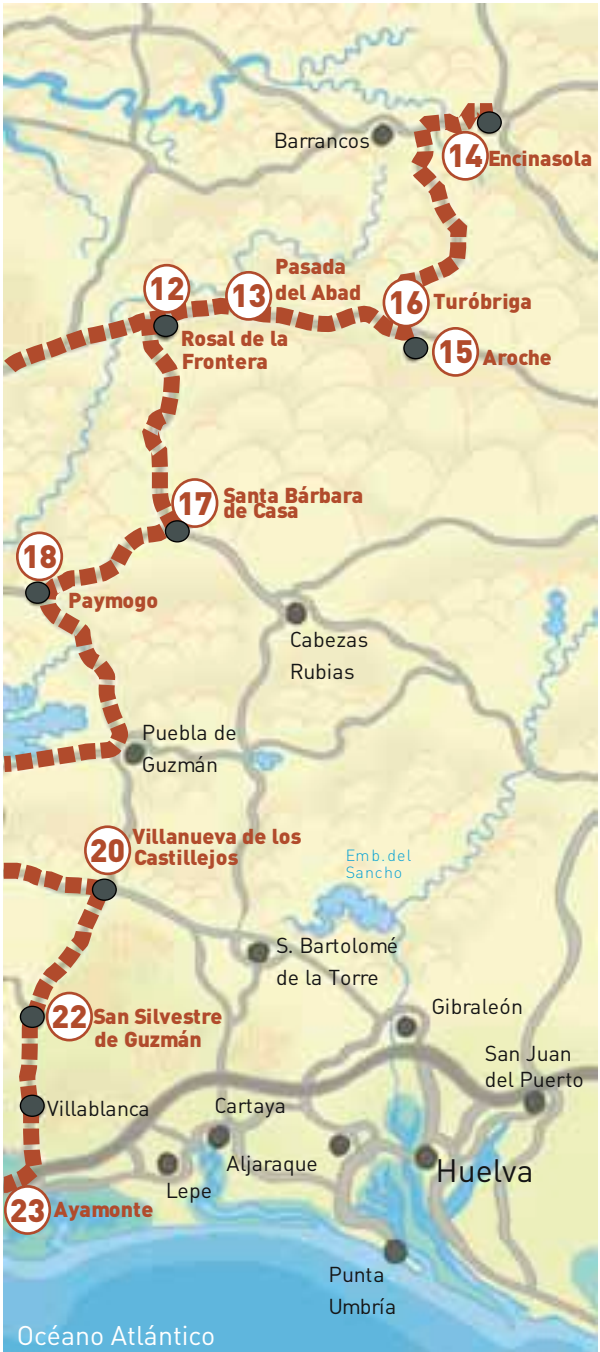 Barrancos
14 Encinasola
Pasada
del Abad
12
13
16 Turóbriga
Rosal de la
Frontera
15 Aroche
17 Santa Bárbara
de Casa
18
Paymogo
Cabezas
Rubias
Puebla de
Guzmán
20 Villanueva de los
Castillejos
Emb.del
Sancho
S. Bartolomé
de la Torre
22 San Silvestre
de Guzmán
Gibraleón
San Juan
del Puerto
Villablanca
Cartaya
Aljaraque
Huelva
Lepe
23 Ayamonte
Punta
Umbría
Océano Atlántico